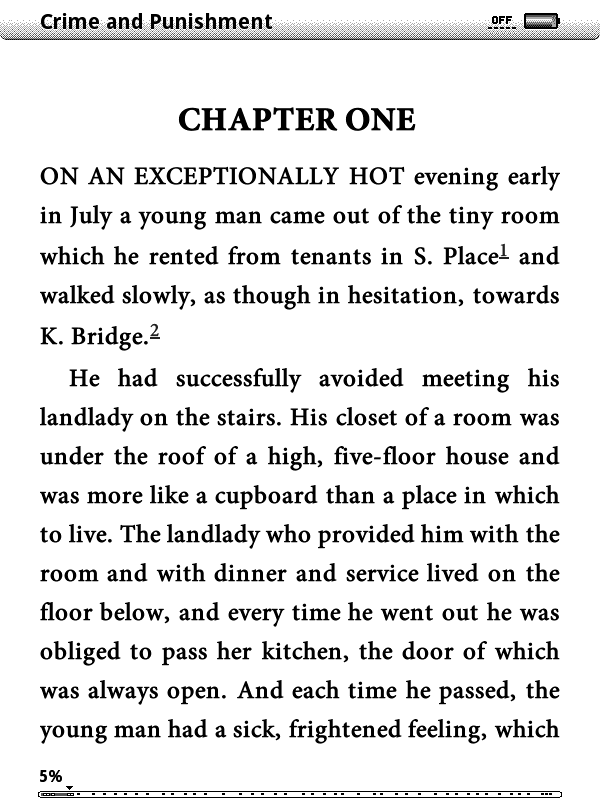 Crime and Punishment OFF
CHAPTER ONE
ON AN EXCEPTIONALLY HOT evening early
in July a young man came out of the tiny room
which he rented from tenants in S. Place1 and
walked slowly, as though in hesitation, towards
K. Bridge.2
He had successfully avoided meeting his
landlady on the stairs. His closet of a room was
under the roof of a high, five-floor house and
was more like a cupboard than a place in which
to live. The landlady who provided him with the
room and with dinner and service lived on the
floor below, and every time he went out he was
obliged to pass her kitchen, the door of which
was always open. And each time he passed, the
young man had a sick, frightened feeling, which
5%